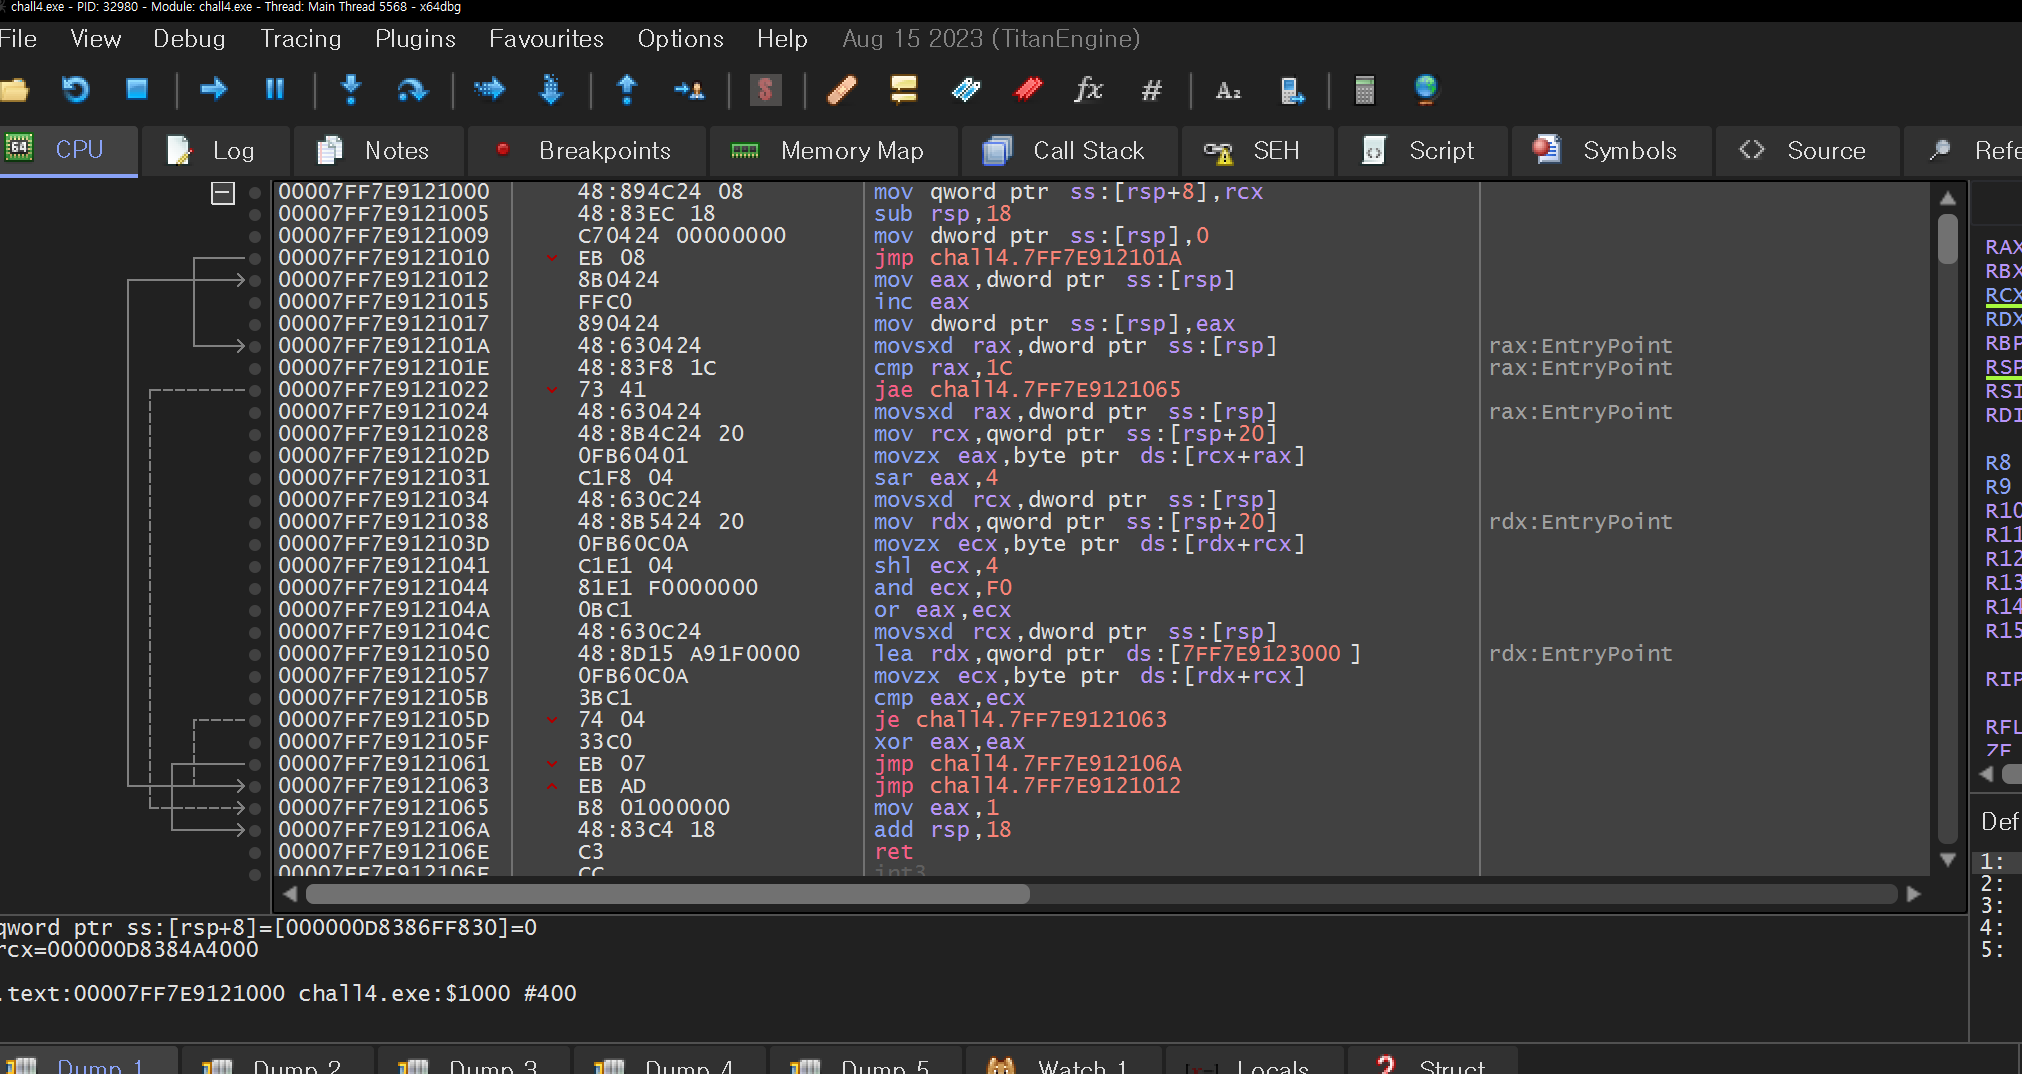 chall4.exe - PID: 32980 - Module: chall4.exe - Thread: Main Thread 5568 - x64dbg
File View Debug Tracing Plugins Favourites Options Help Aug 15 2023 (TitanEngine)
CPU Log Notes Breakpoints Memory Map Call Stack SEH Script Symbols Source
00007FF7E9121000 48:894C24 08 mov qword ptr ss:[rsp+8],rcx
00007FF7E9121005 48:83EC 18 sub rsp,18
00007FF7E9121009 C70424 00000000 mov dword ptr ss:[rsp],0
00007FF7E9121010 EB 08 jmp chall4.7FF7E912101A
00007FF7E9121012 8B0424 mov eax,dword ptr ss:[rsp]
00007FF7E9121015 FFC0 inc eax
00007FF7E9121017 890424 mov dword ptr ss:[rsp],eax
00007FF7E912101A 48:630424 movsxd rax,dword ptr ss:[rsp] rax:EntryPoint
00007FF7E912101E 48:83F8 1C cmp rax,1C rax:EntryPoint
00007FF7E9121022 73 41 jae chall4.7FF7E9121065
00007FF7E9121024 48:630424 movsxd rax,dword ptr ss:[rsp] rax:EntryPoint
00007FF7E9121028 48:8B4C24 20 mov rcx,qword ptr ss:[rsp+20]
00007FF7E912102D 0FB60401 movzx eax,byte ptr ds:[rcx+rax]
00007FF7E9121031 C1F8 04 sar eax,4
00007FF7E9121034 48:630C24 movsxd rcx,dword ptr ss:[rsp]
00007FF7E9121038 48:8B5424 20 mov rdx,qword ptr ss:[rsp+20] rdx:EntryPoint
00007FF7E912103D 0FB60C0A movzx ecx,byte ptr ds:[rdx+rcx]
00007FF7E9121041 C1E1 04 shl ecx,4
00007FF7E9121044 81E1 F0000000 and ecx,F0
00007FF7E912104A 0BC1 or eax,ecx
00007FF7E912104C 48:630C24 movsxd rcx,dword ptr ss:[rsp]
00007FF7E9121050 48:8D15 A91F0000 lea rdx,qword ptr ds:[7FF7E9123000 ] rdx:EntryPoint
00007FF7E9121057 0FB60C0A movzx ecx,byte ptr ds:[rdx+rcx]
00007FF7E912105B 3BC1 cmp eax,ecx
00007FF7E912105D 74 04 je chall4.7FF7E9121063
00007FF7E912105F 33C0 xor eax,eax
00007FF7E9121061 EB 07 jmp chall4.7FF7E912106A
00007FF7E9121063 EB AD jmp chall4.7FF7E9121012
00007FF7E9121065 B8 01000000 mov eax,1
00007FF7E912106A 48:83C4 18 add rsp,18
00007FF7E912106E C3 ret
00007FF7E912106F CC int3
RAX
RBX
RCX
RDX
RBP
RSP
RSI
RDI
R8
R9
R10
R11
R12
R13
R14
R15
RIP
RFL
ZF
Def
1:
2:
3:
4:
5:
qword ptr ss:[rsp+8]=[000000D8386FF830]=0
rcx=000000D8384A4000
.text:00007FF7E9121000 chall4.exe:$1000 #400
Dump 1 Dump 2 Dump 3 Dump 4 Dump 5 Watch 1 Locals Struct